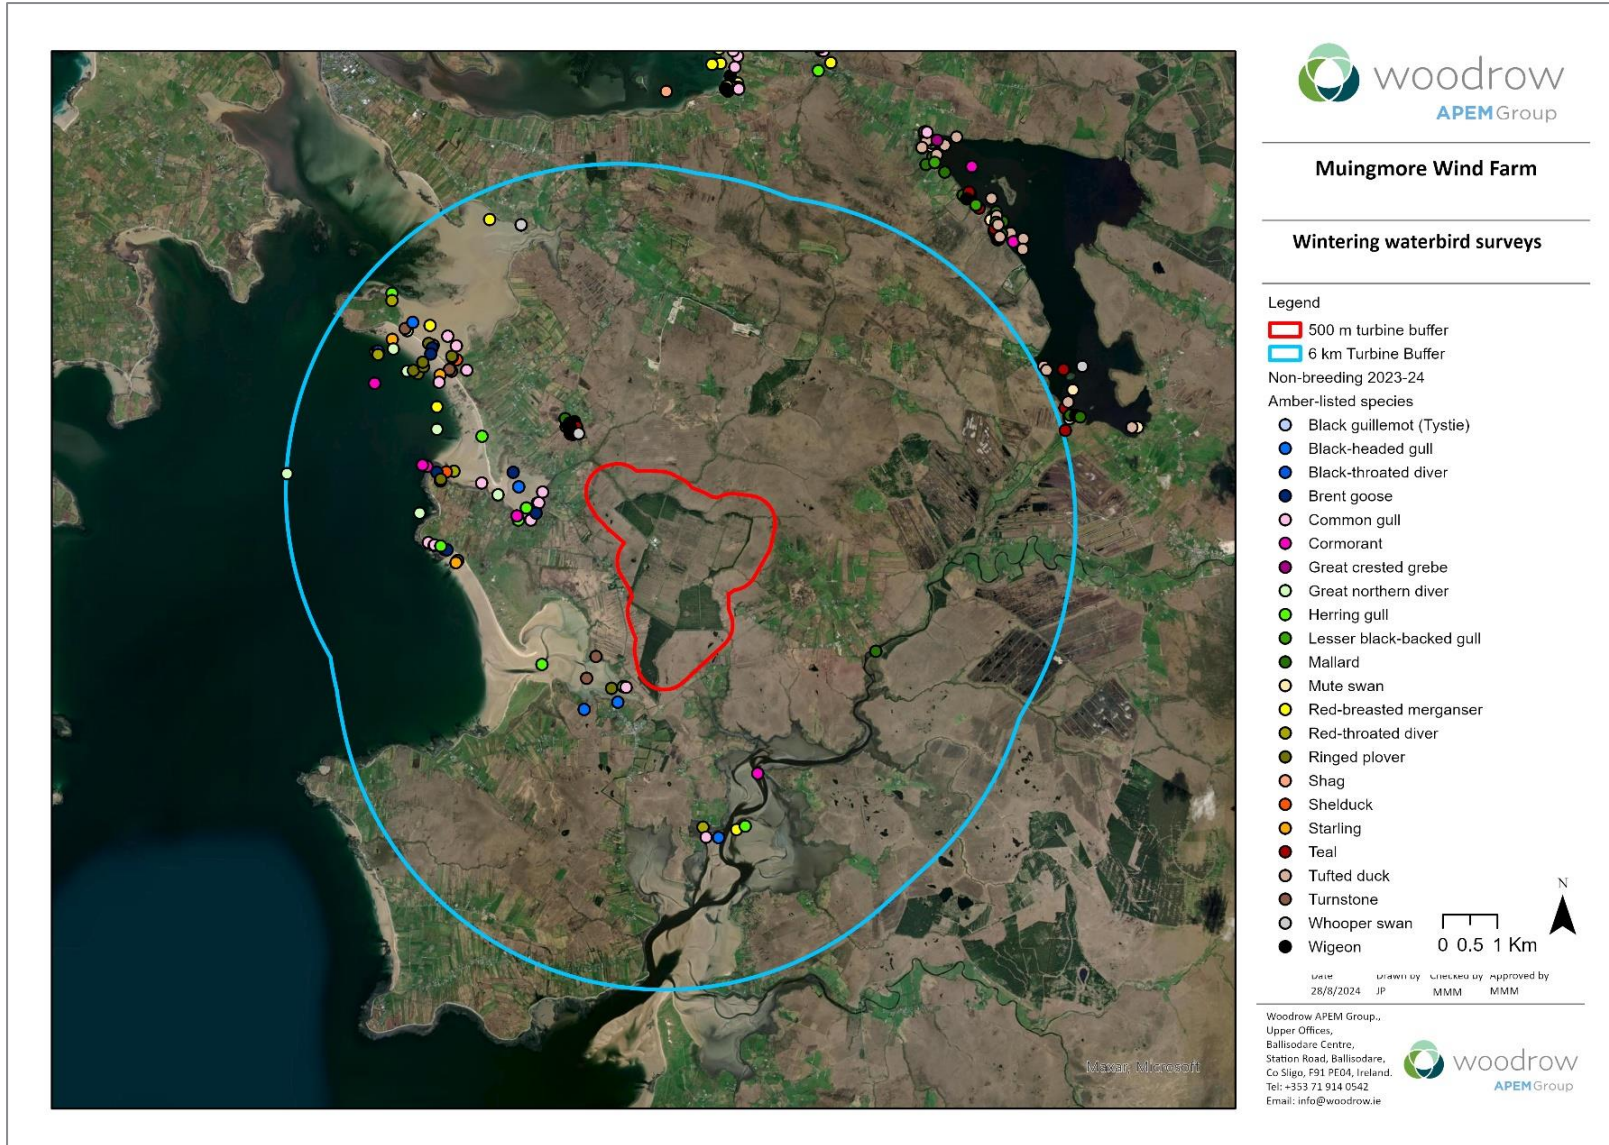 woodrow
APEM Group
Muingmore Wind Farm
Wintering waterbird surveys
Legend
500 m turbine buffer
6 km Turbine Buffer
Non-breeding 2023-24
Amber-listed species
Black guillemot (Tystie)
Black-headed gull
Black-throated diver
Brent goose
Common gull
Cormorant
Great crested grebe
Great northern diver
Herring gull
Lesser black-backed gull
Mallard
Mute swan
Red-breasted merganser
Red-throated diver
Ringed plover
Shag
Shelduck
Starling
Teal
Tufted duck
Turnstone
Whooper swan
Wigeon
N
0 0.5 1 Km
Date Drawn by Checked by Approved by
28/8/2024 JP MMM MMM
Woodrow APEM Group.,
Upper Offices,
Ballisodare Centre,
Station Road, Ballisodare,
Co Sligo, F91 PE04, Ireland.
Tel: +353 71 914 0542
Email: info@woodrow.ie
woodrow
APEM Group
Maxar, Microsoft